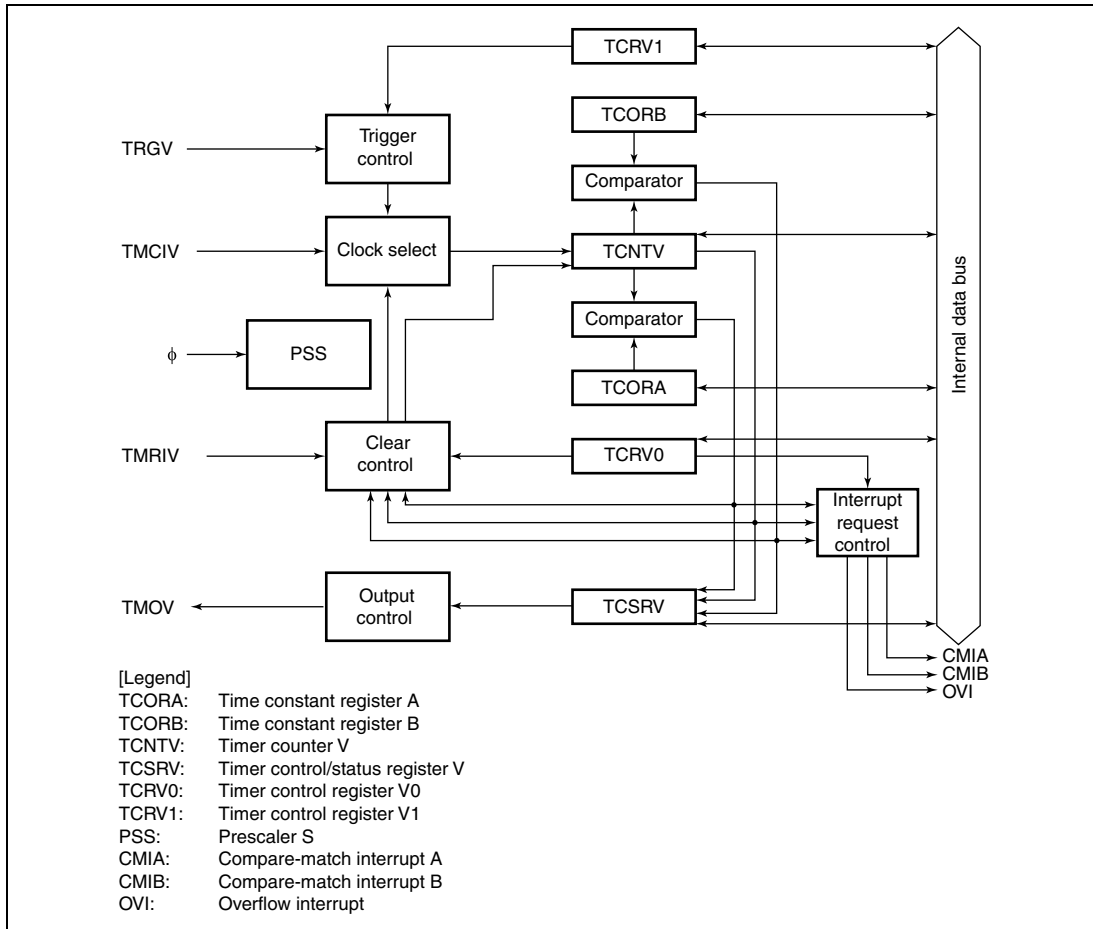 TCRV1
TCORB
TRGV
Trigger
control
Comparator
TMCIV
Clock select
TCNTV
Internal data bus
Comparator
φ
PSS
TCORA
TMRIV
Clear
control
TCRV0
Interrupt
request
control
TMOV
Output
control
TCSRV
CMIA
CMIB
OVI
[Legend]
TCORA: Time constant register A
TCORB: Time constant register B
TCNTV: Timer counter V
TCSRV: Timer control/status register V
TCRV0: Timer control register V0
TCRV1: Timer control register V1
PSS: Prescaler S
CMIA: Compare-match interrupt A
CMIB: Compare-match interrupt B
OVI: Overflow interrupt